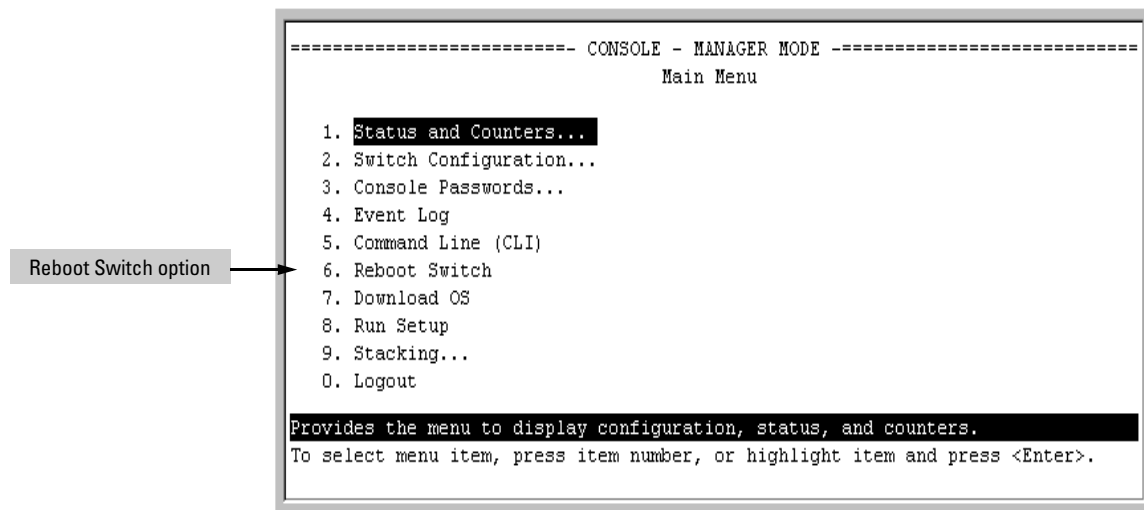 ==========================- CONSOLE - MANAGER MODE -============================
Main Menu
1. Status and Counters...
2. Switch Configuration...
3. Console Passwords...
4. Event Log
5. Command Line (CLI)
Reboot Switch option
6. Reboot Switch
7. Download OS
8. Run Setup
9. Stacking...
0. Logout
Provides the menu to display configuration, status, and counters.
To select menu item, press item number, or highlight item and press <Enter>.